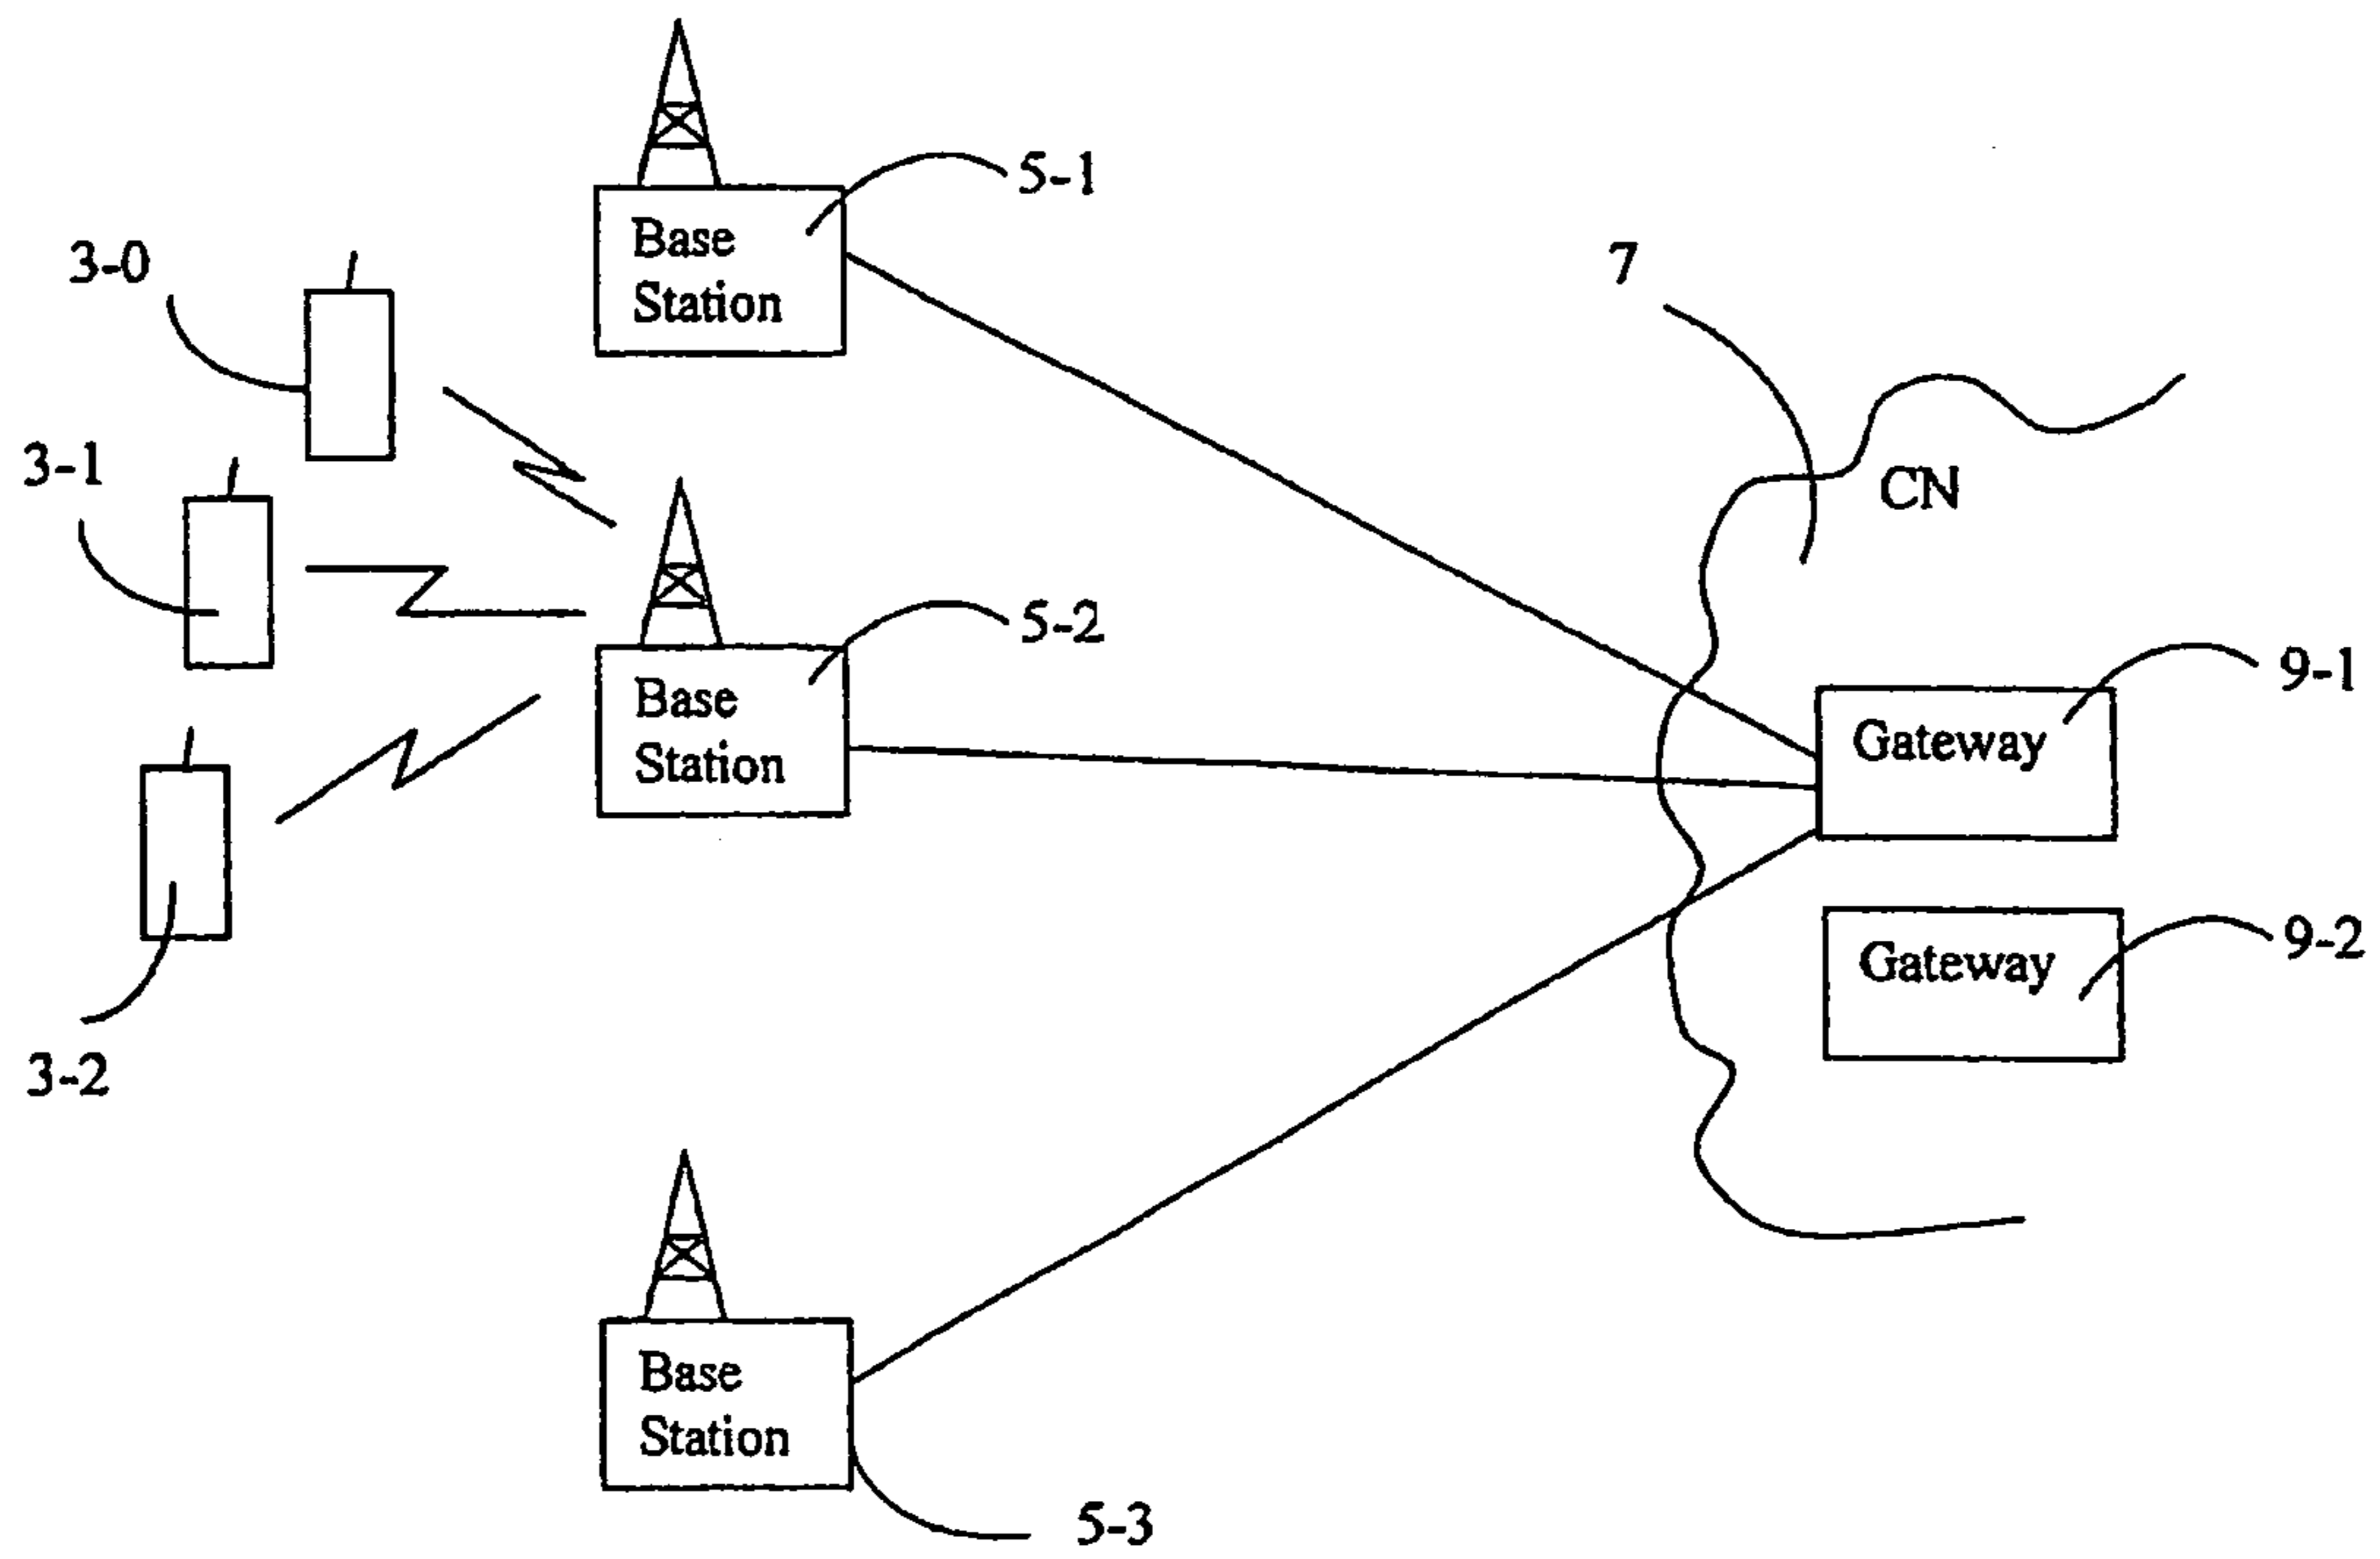 5-1
Base
Station
3-0
7
3-1
CN
5-2
9-1
Base
Station
Gateway
9-2
Gateway
3-2
Base
Station
5-3